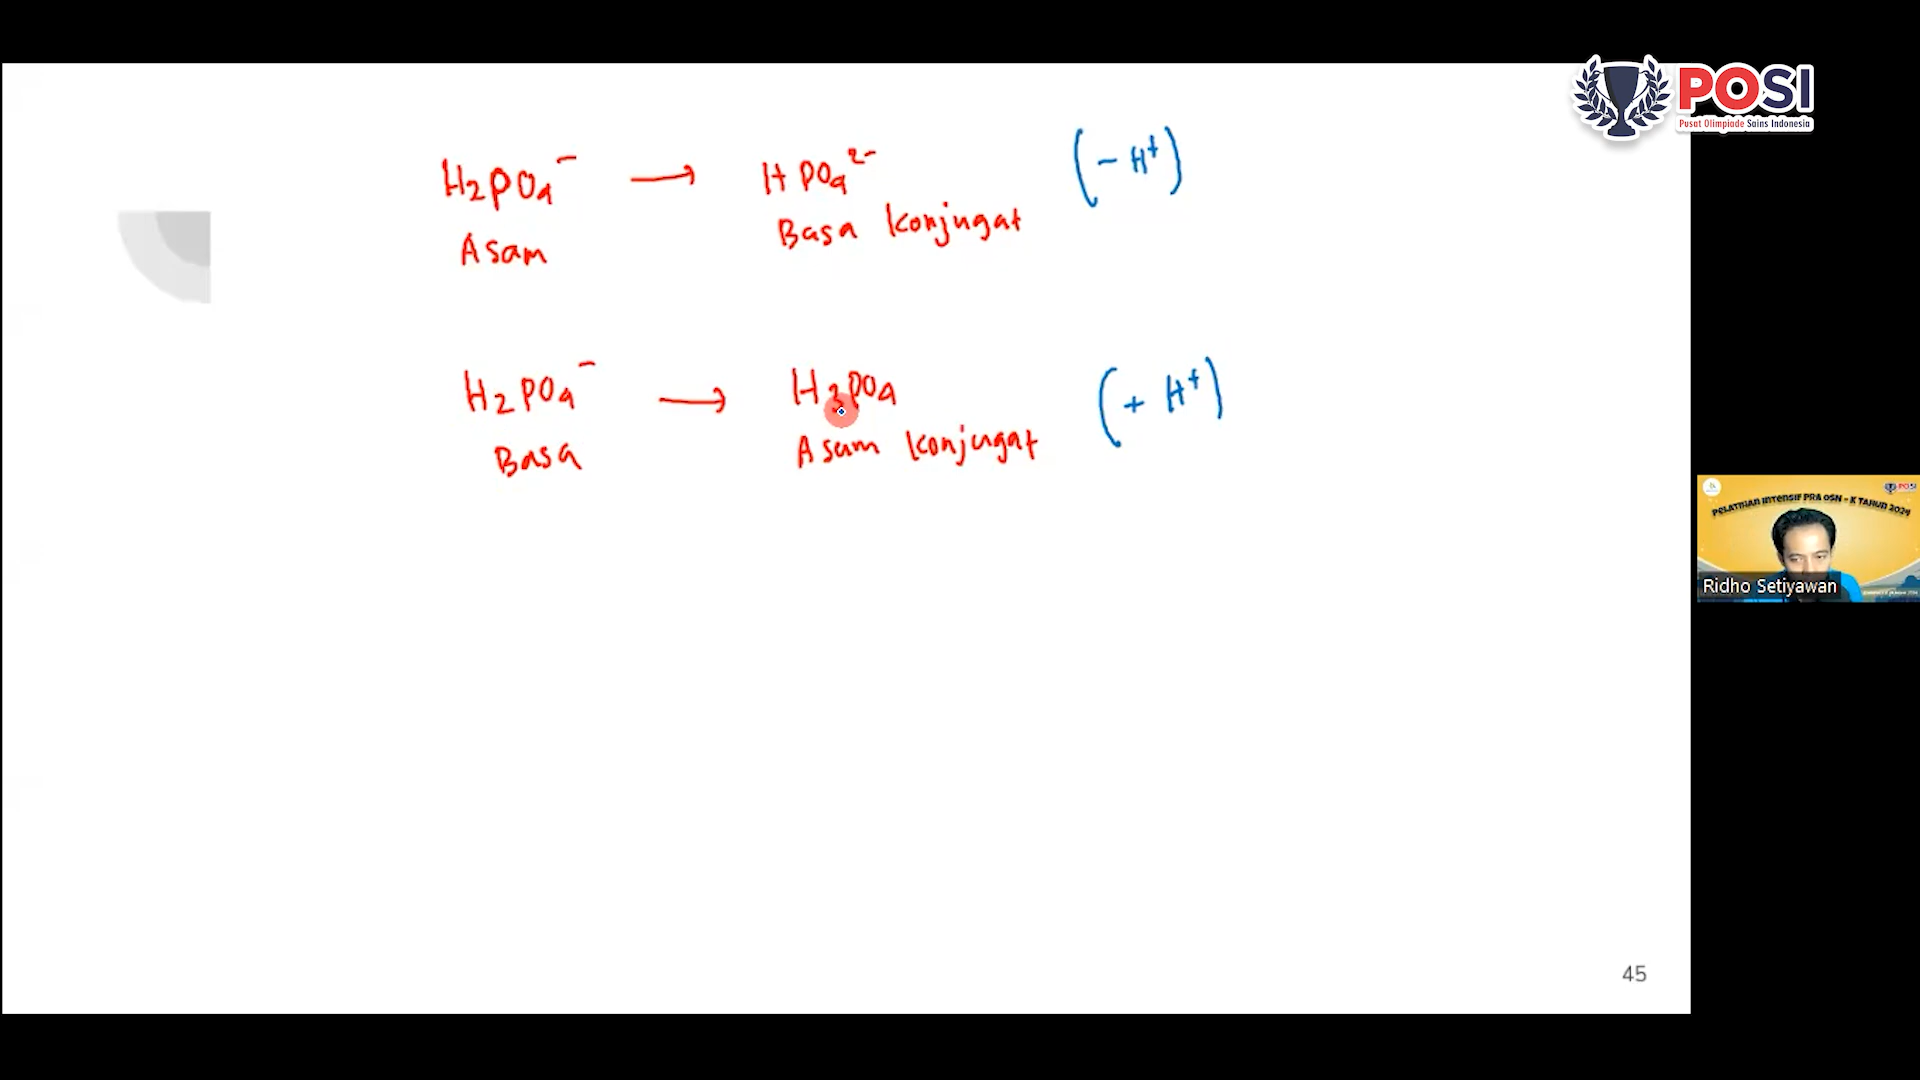 POSI
Pusat Olimpiade Sains Indonesia
H₂PO₄⁻ → HPO₄²⁻ (- H⁺)
Asam Basa Konjugat
H₂PO₄⁻ → H₃PO₄ (+ H⁺)
Basa Asam Konjugat
POSI
PELATIHAN INTENSIF PRA OSN - K TAHUN 2024
Ridho Setiyawan
45